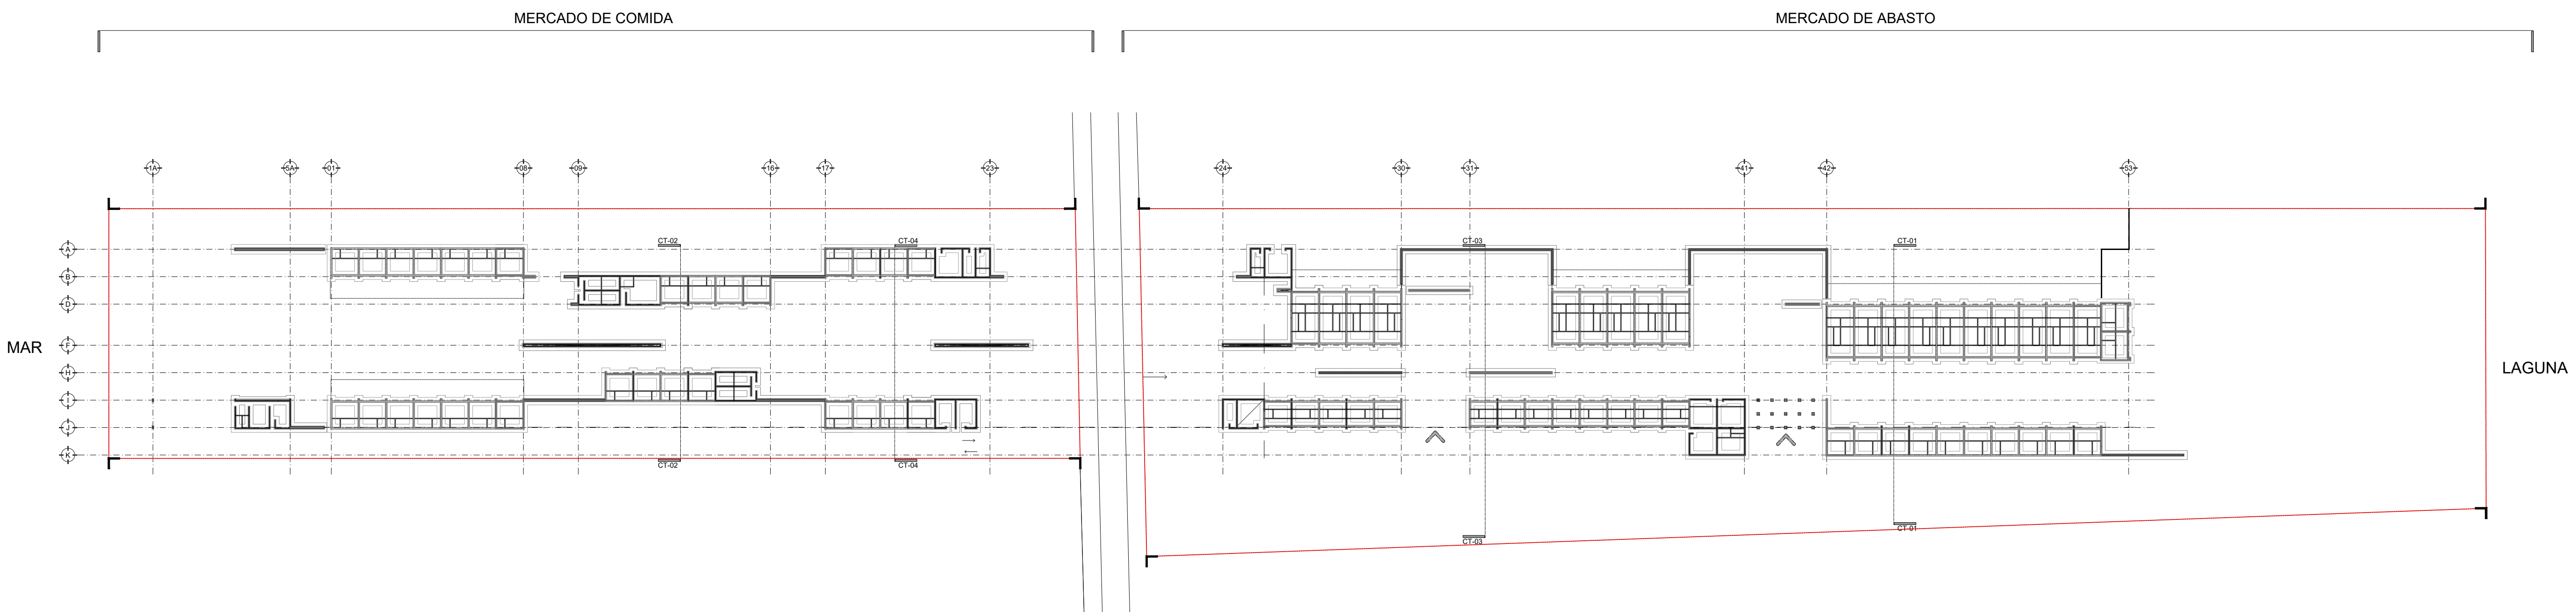 MERCADO DE COMIDA
MERCADO DE ABASTO
1A 5A 01 08 09 16 17 23 24 30 31 41 42 53
A
CT-02 CT-04 CT-03 CT-01
B
D
MAR
F
LAGUNA
H
I
J
K
CT-02 CT-04
CT-01
CT-03